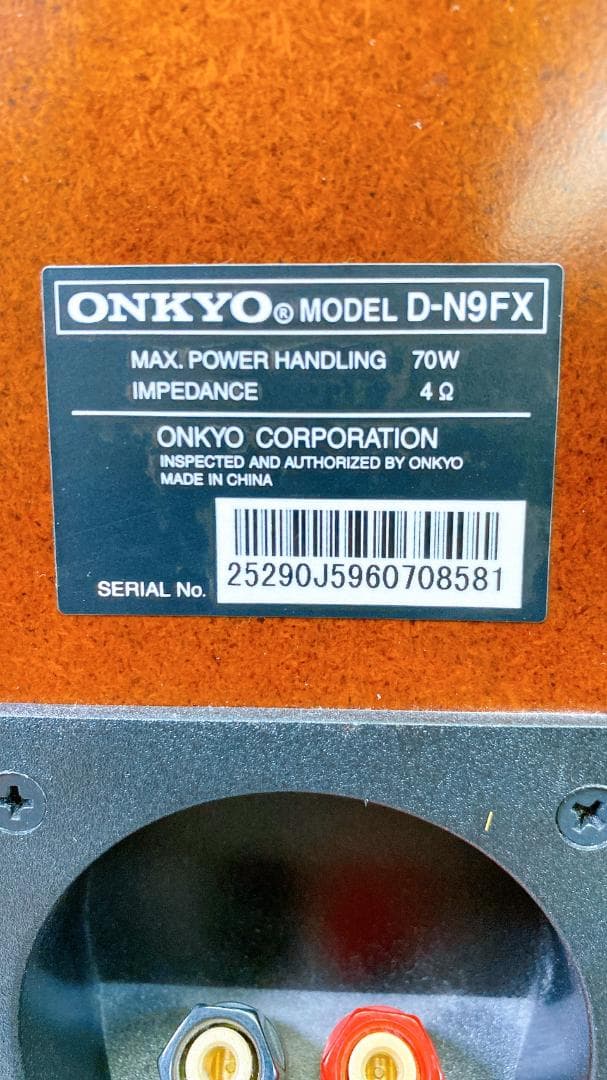 ONKYO® MODEL D-N9FX
MAX. POWER HANDLING 70W
IMPEDANCE 4 Ω
ONKYO CORPORATION
INSPECTED AND AUTHORIZED BY ONKYO
MADE IN CHINA
SERIAL No. 25290J5960708581